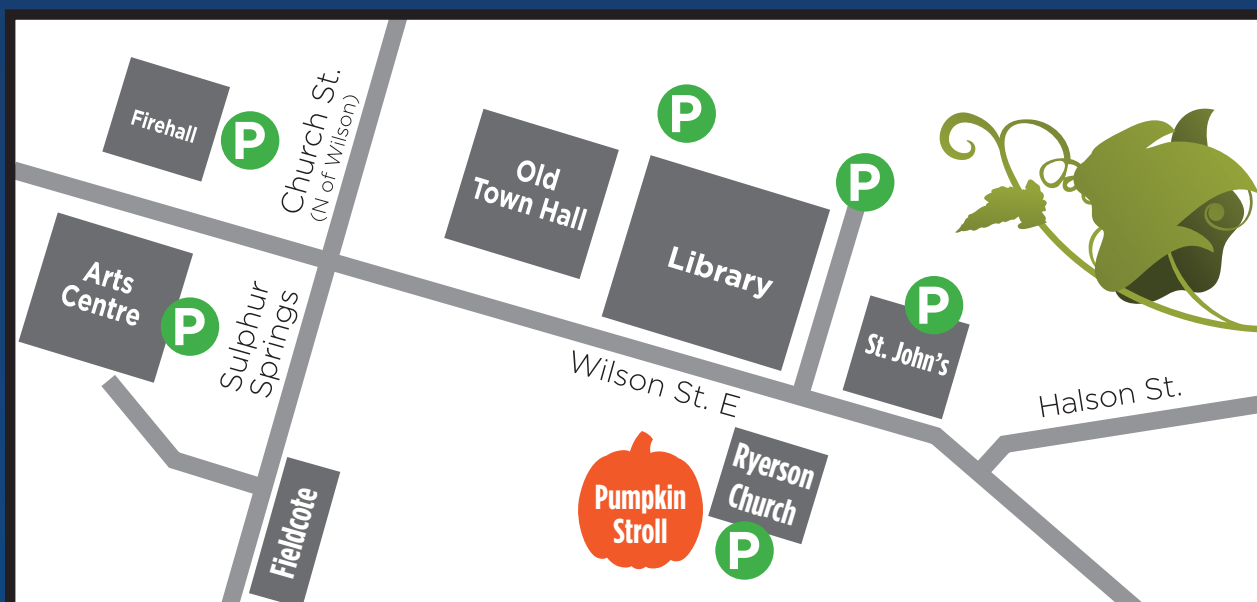 Firehall
P
Church St.
(N of Wilson)
Old
Town Hall
P
Library
P
Arts
Centre
P
Sulphur
Springs
P
St. John's
Wilson St. E
Halson St.
Pumpkin
Stroll
Ryerson
Church
P
Fieldcote